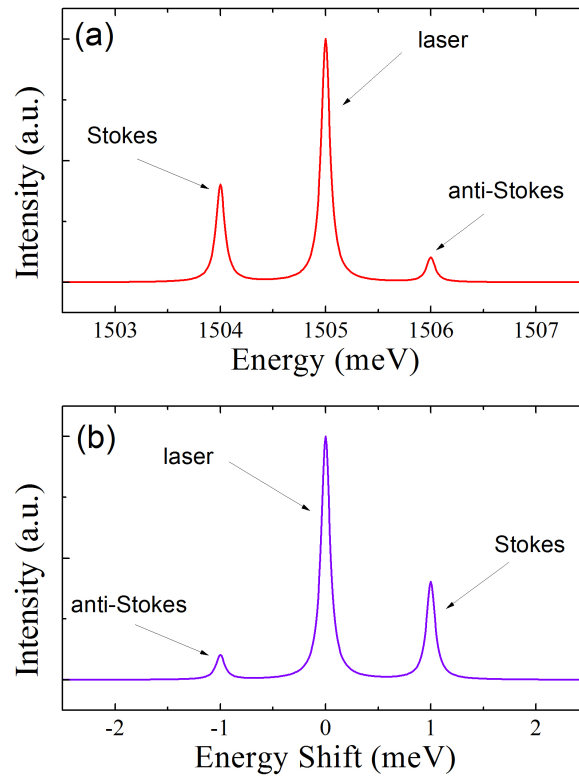 (a)
laser
Stokes
anti-Stokes
Intensity (a.u.)
1503 1504 1505 1506 1507
Energy (meV)
(b)
laser
Stokes
anti-Stokes
Intensity (a.u.)
-2 -1 0 1 2
Energy Shift (meV)